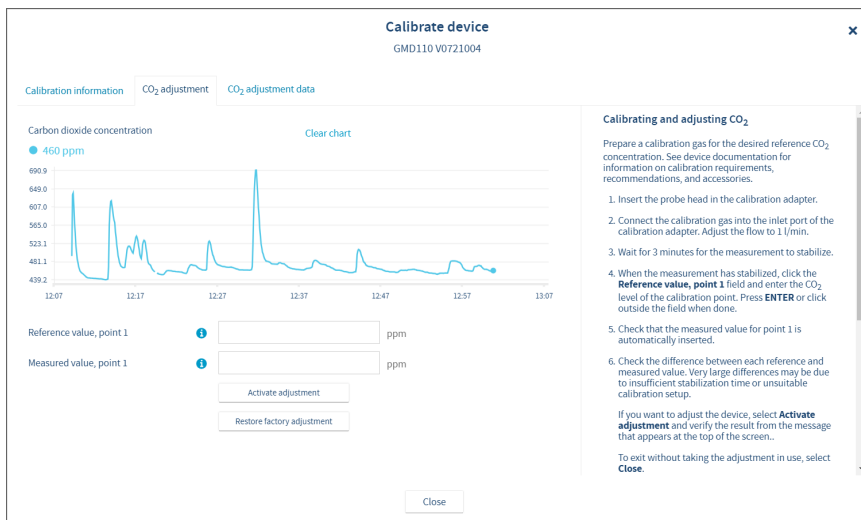 Calibrate device
GMD110 V0721004
Calibration information
CO2 adjustment
CO2 adjustment data
Carbon dioxide concentration
Clear chart
460 ppm
690.9
649.0
607.0
565.0
523.1
481.1
439.2
12:07
12:17
12:27
12:37
12:47
12:57
13:07
Reference value, point 1
ppm
Measured value, point 1
ppm
Activate adjustment
Restore factory adjustment
Calibrating and adjusting CO2
Prepare a calibration gas for the desired reference CO2
concentration. See device documentation for
information on calibration requirements,
recommendations, and accessories.
1. Insert the probe head in the calibration adapter.
2. Connect the calibration gas into the inlet port of the
calibration adapter. Adjust the flow to 1 l/min.
3. Wait for 3 minutes for the measurement to stabilize.
4. When the measurement has stabilized, click the
Reference value, point 1 field and enter the CO2
level of the calibration point. Press ENTER or click
outside the field when done.
5. Check that the measured value for point 1 is
automatically inserted.
6. Check the difference between each reference and
measured value. Very large differences may be due
to insufficient stabilization time or unsuitable
calibration setup.
If you want to adjust the device, select Activate
adjustment and verify the result from the message
that appears at the top of the screen..
To exit without taking the adjustment in use, select
Close.
Close